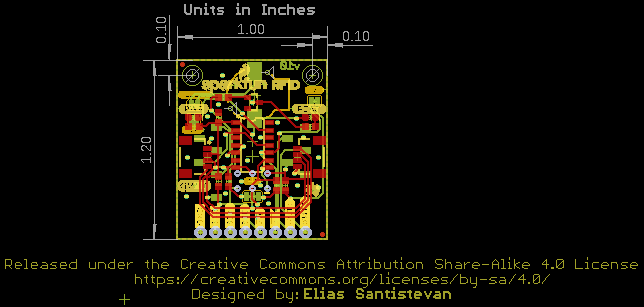 Units in Inches
0.10
1.00
0.10
v10
sparkfun RFID
1.20
Released under the Creative Commons Attribution Share-Alike 4.0 License
https://creativecommons.org/licenses/by-sa/4.0/
Designed by: Elias Santistevan